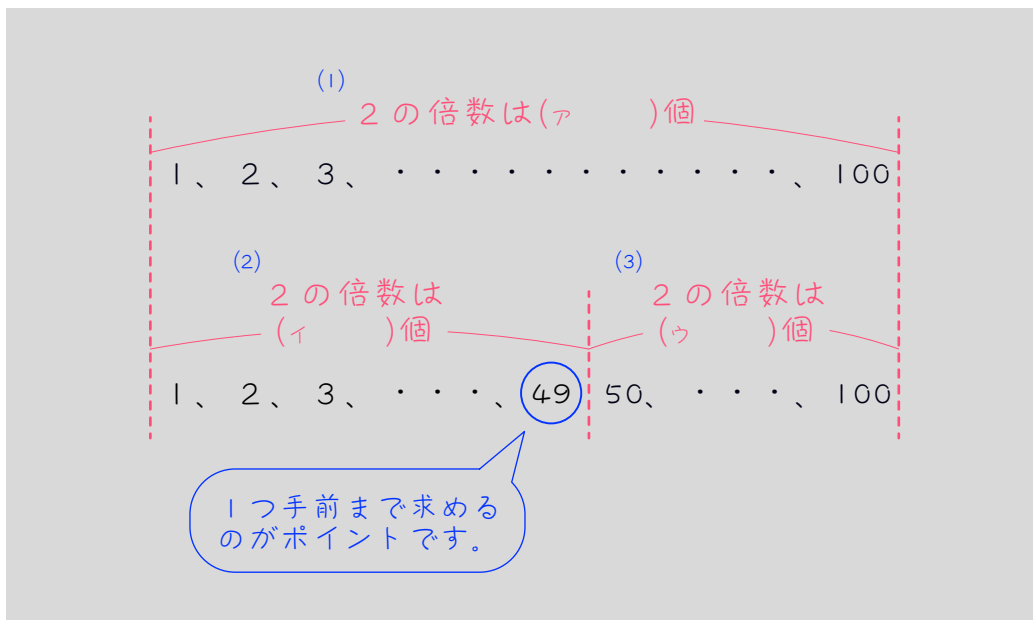 (1)
2の倍数は(ア　　)個
1、2、3、・・・・・・・・・・・、100
(2)
2の倍数は
(イ　　)個
(3)
2の倍数は
(ウ　　)個
1、2、3、・・・、49
50、・・・、100
1つ手前まで求める
のがポイントです。